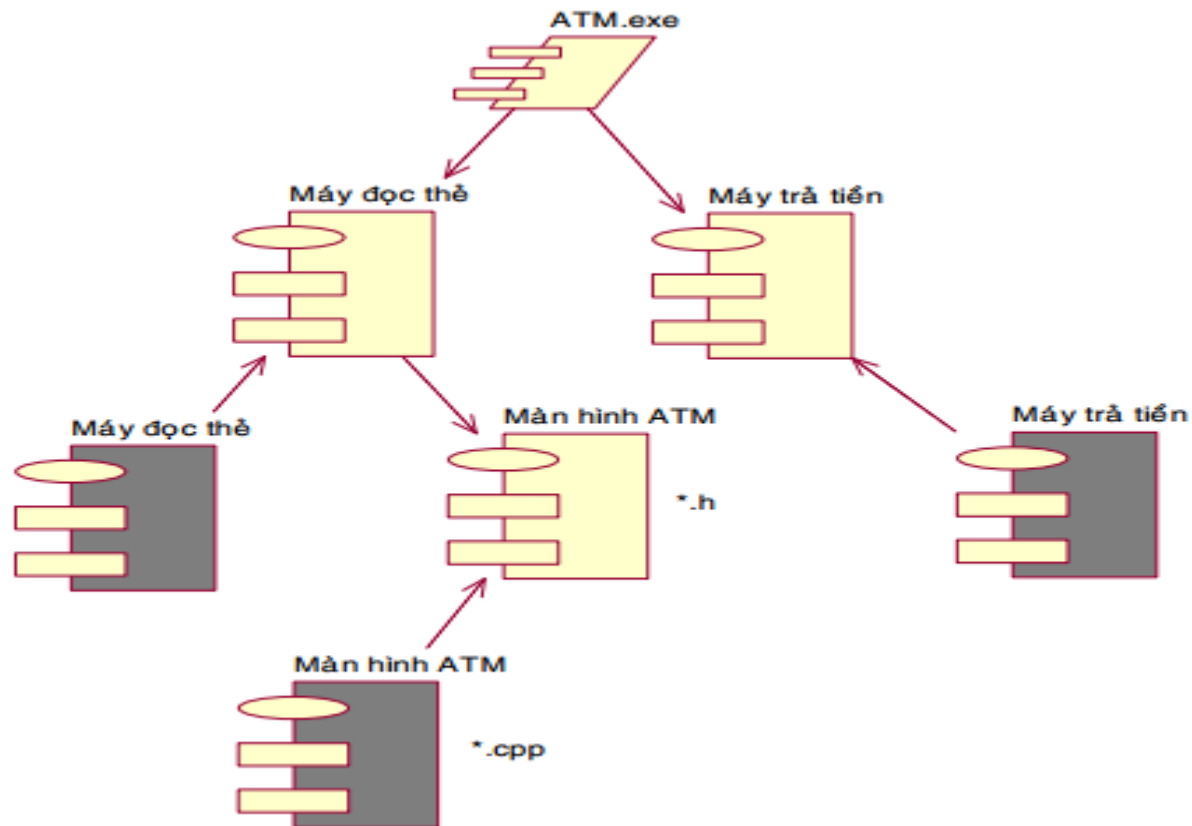 ATM.exe
Máy đọc thẻ
Máy trả tiền
Máy đọc thẻ
Màn hình ATM
Máy trả tiền
*.h
Màn hình ATM
*.cpp